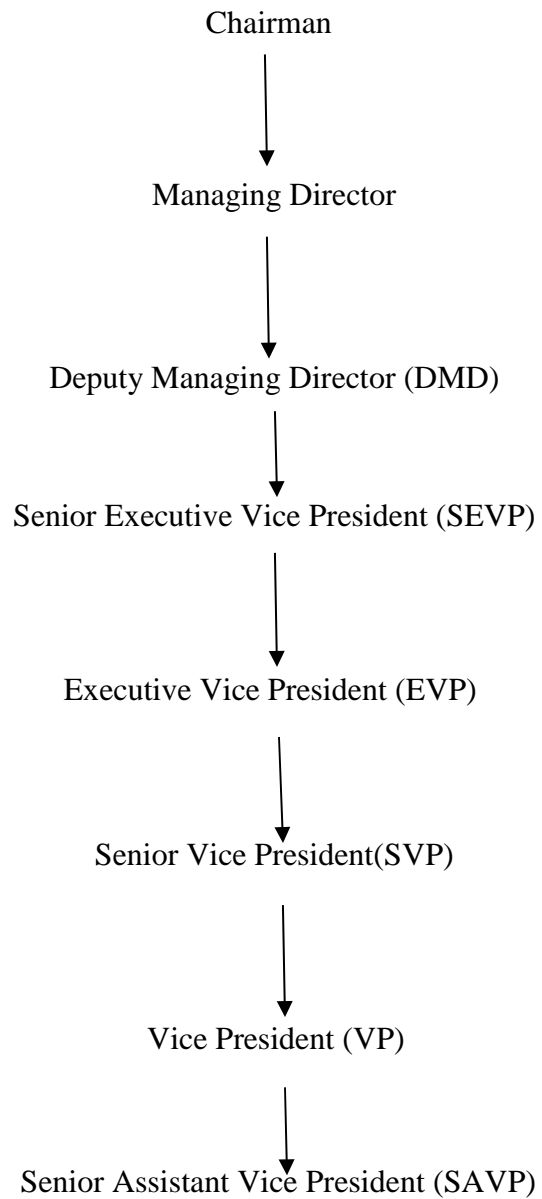 Chairman
Managing Director
Deputy Managing Director (DMD)
Senior Executive Vice President (SEVP)
Executive Vice President (EVP)
Senior Vice President(SVP)
Vice President (VP)
Senior Assistant Vice President (SAVP)